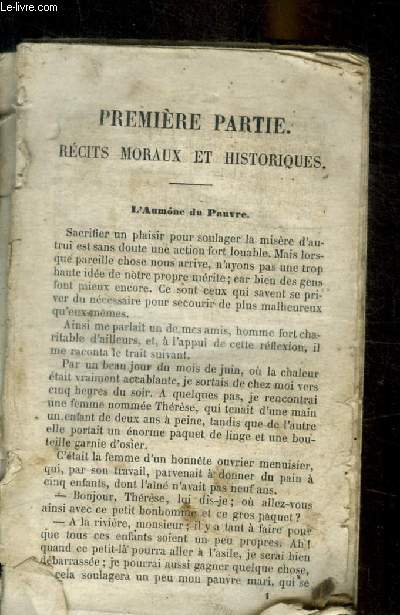 Le-livre.com
PREMIÈRE PARTIE.
RÉCITS MORAUX ET HISTORIQUES.
L'Aumône du Pauvre.
Sacrifier un plaisir pour soulager la misère d'au-
trui est sans doute une action fort louable. Mais lors-
que pareille chose nous arrive, n'ayons pas une trop
haute idée de notre propre mérite; car bien des gens
font mieux encore. Ce sont ceux qui savent se pri-
ver du nécessaire pour secourir de plus malheureux
qu'eux-mêmes.
Ainsi me parlait un de mes amis, homme fort cha-
ritable d'ailleurs, et, à l'appui de cette réflexion, il
me raconta le trait suivant.
Par un beau jour du mois de juin, où la chaleur
était vraiment accablante, je sortais de chez moi vers
cinq heures du soir. A quelques pas, je rencontrai
une femme nommée Thérèse, qui tenait d'une main
un enfant de deux ans à peine, tandis que de l'autre
elle portait un énorme paquet de linge et une bou-
teille garnie d'osier.
C'était la femme d'un honnête ouvrier menuisier,
qui, par son travail, parvenait à donner du pain à
cinq enfants, dont l'aîné n'avait pas neuf ans.
— Bonjour, Thérèse, lui dis-je; où allez-vous
ainsi avec ce petit bonhomme et ce gros paquet?
— A la rivière, monsieur; il y a tant à faire pour
que tous ces enfants soient un peu propres. Ah!
quand ce petit-là pourra aller à l'asile, je serai bien
débarrassée; je pourrai aussi gagner quelque chose,
cela soulagera un peu mon pauvre mari, qui se
1